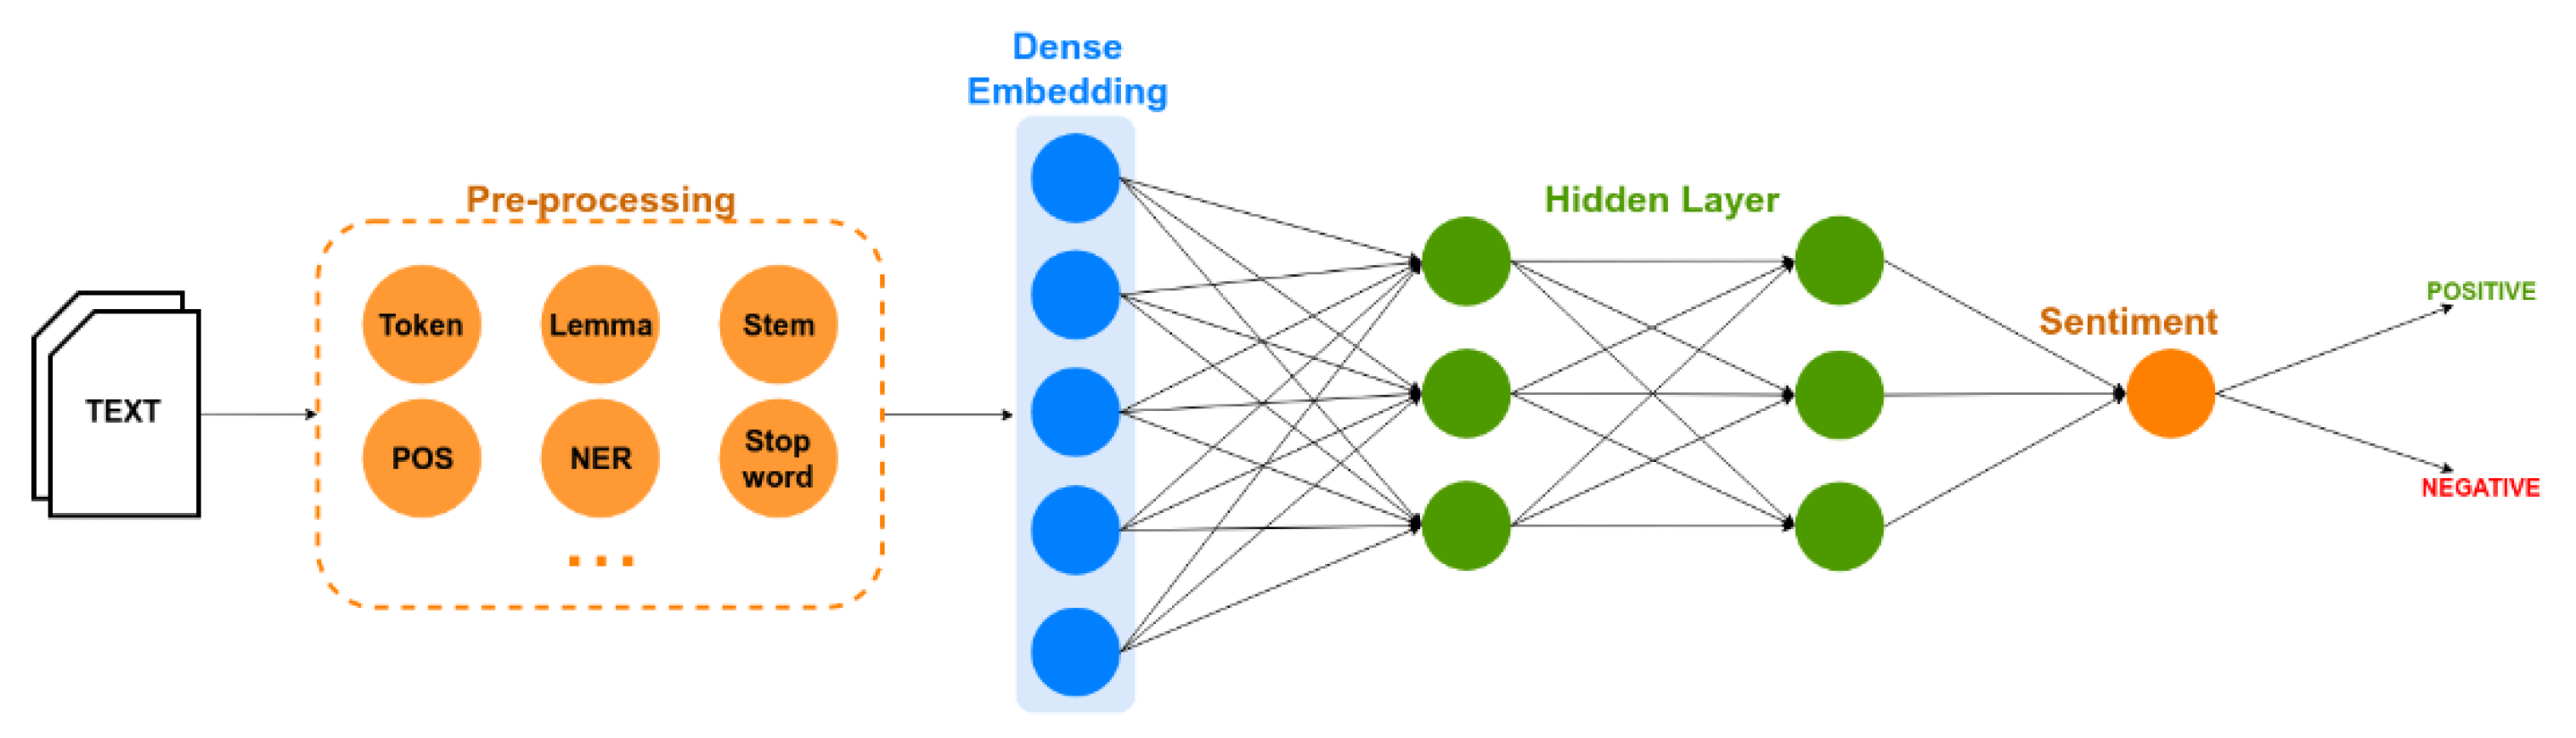 TEXT
Pre-processing
Token
Lemma
Stem
POS
NER
Stop
word
...
Dense
Embedding
Hidden Layer
Sentiment
POSITIVE
NEGATIVE